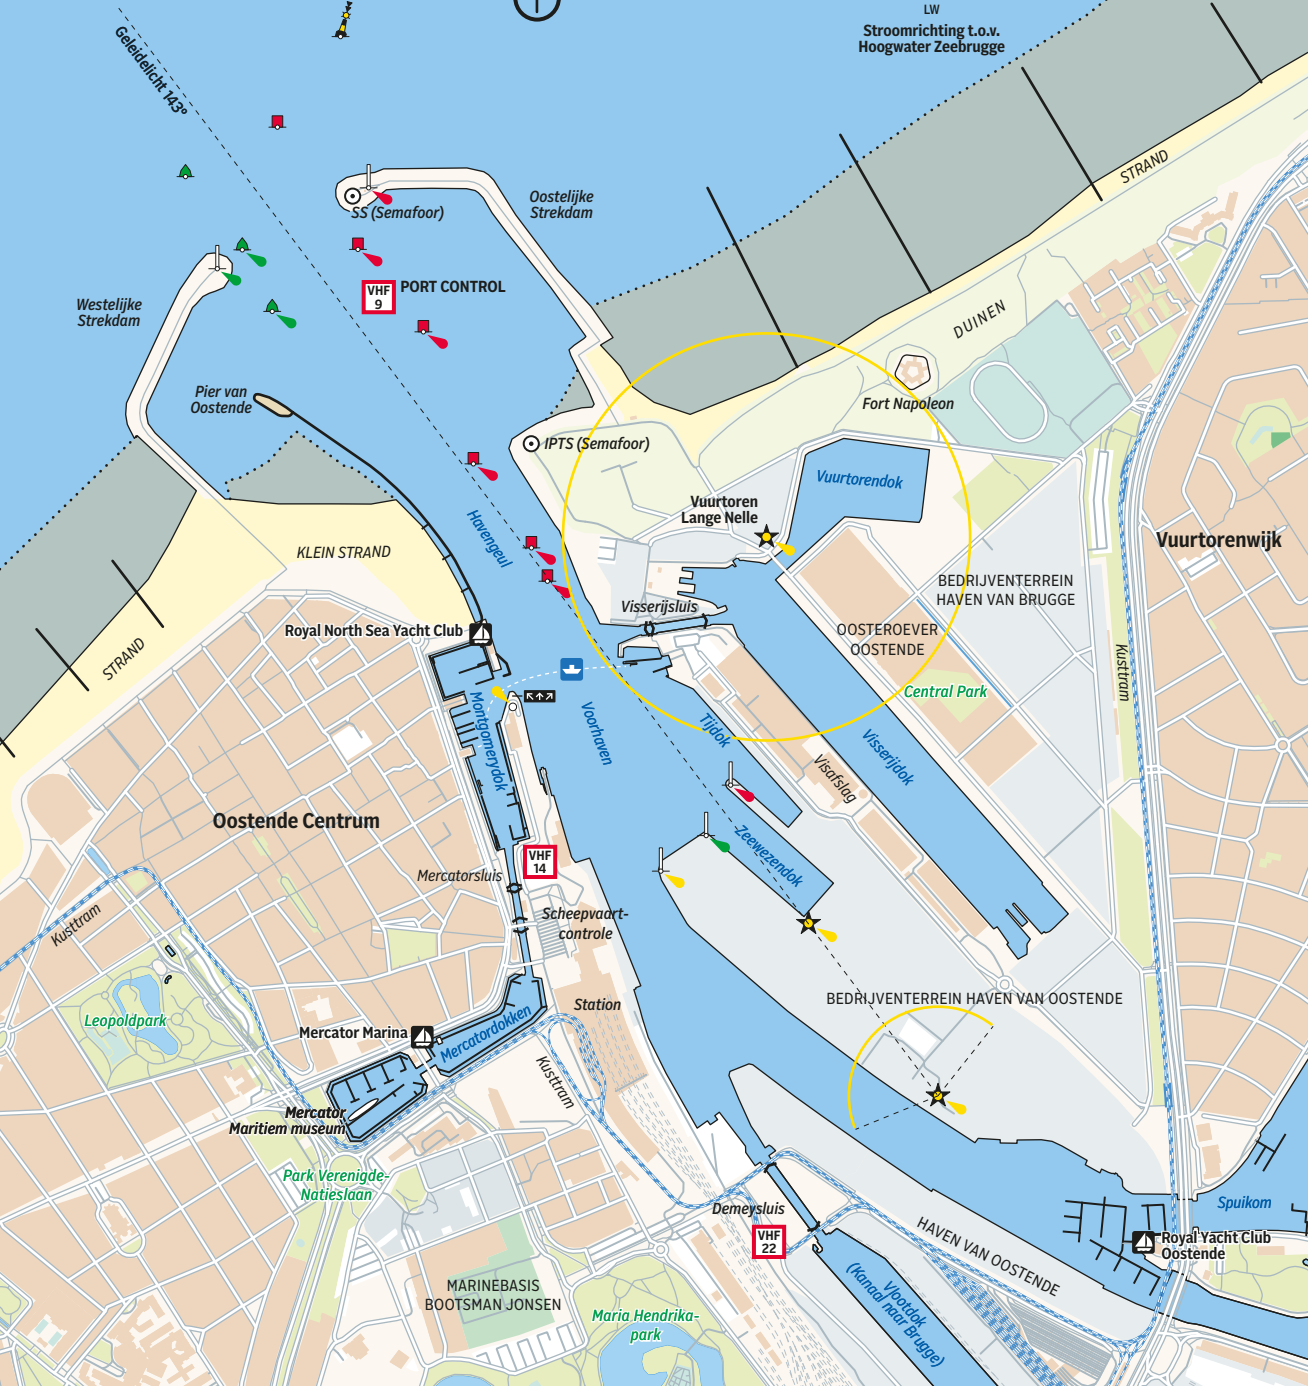 LW
Stroomrichting t.o.v.
Hoogwater Zeebrugge
Geleidelicht 143°
STRAND
SS (Semafoor)
Oostelijke
Strekdam
VHF
9
PORT CONTROL
Westelijke
Strekdam
DUINEN
Pier van
Oostende
Fort Napoleon
IPTS (Semafoor)
Vuurtorendok
Vuurtoren
Lange Nelle
Havengeul
KLEIN STRAND
Vuurtorenwijk
BEDRIJVENTERREIN
HAVEN VAN BRUGGE
Visserijsluis
Royal North Sea Yacht Club
OOSTEROEVER
OOSTENDE
STRAND
Kusttram
Central Park
Montgomerydok
Voorhaven
Tijdok
Visserijdok
Visafslag
Oostende Centrum
Zeewezendok
VHF
14
Mercatorsluis
Kusttram
Scheepvaart-
controle
BEDRIJVENTERREIN HAVEN VAN OOSTENDE
Station
Leopoldpark
Mercator Marina
Mercatordokken
Kusttram
Mercator
Maritiem museum
Park Verenigde-
Natieslaan
Demeysluis
Spuikom
VHF
22
HAVEN VAN OOSTENDE
Royal Yacht Club
Oostende
MARINEBASIS
BOOTSMAN JONSEN
Vlootdok
(Kanaal naar Brugge)
Maria Hendrika-
park